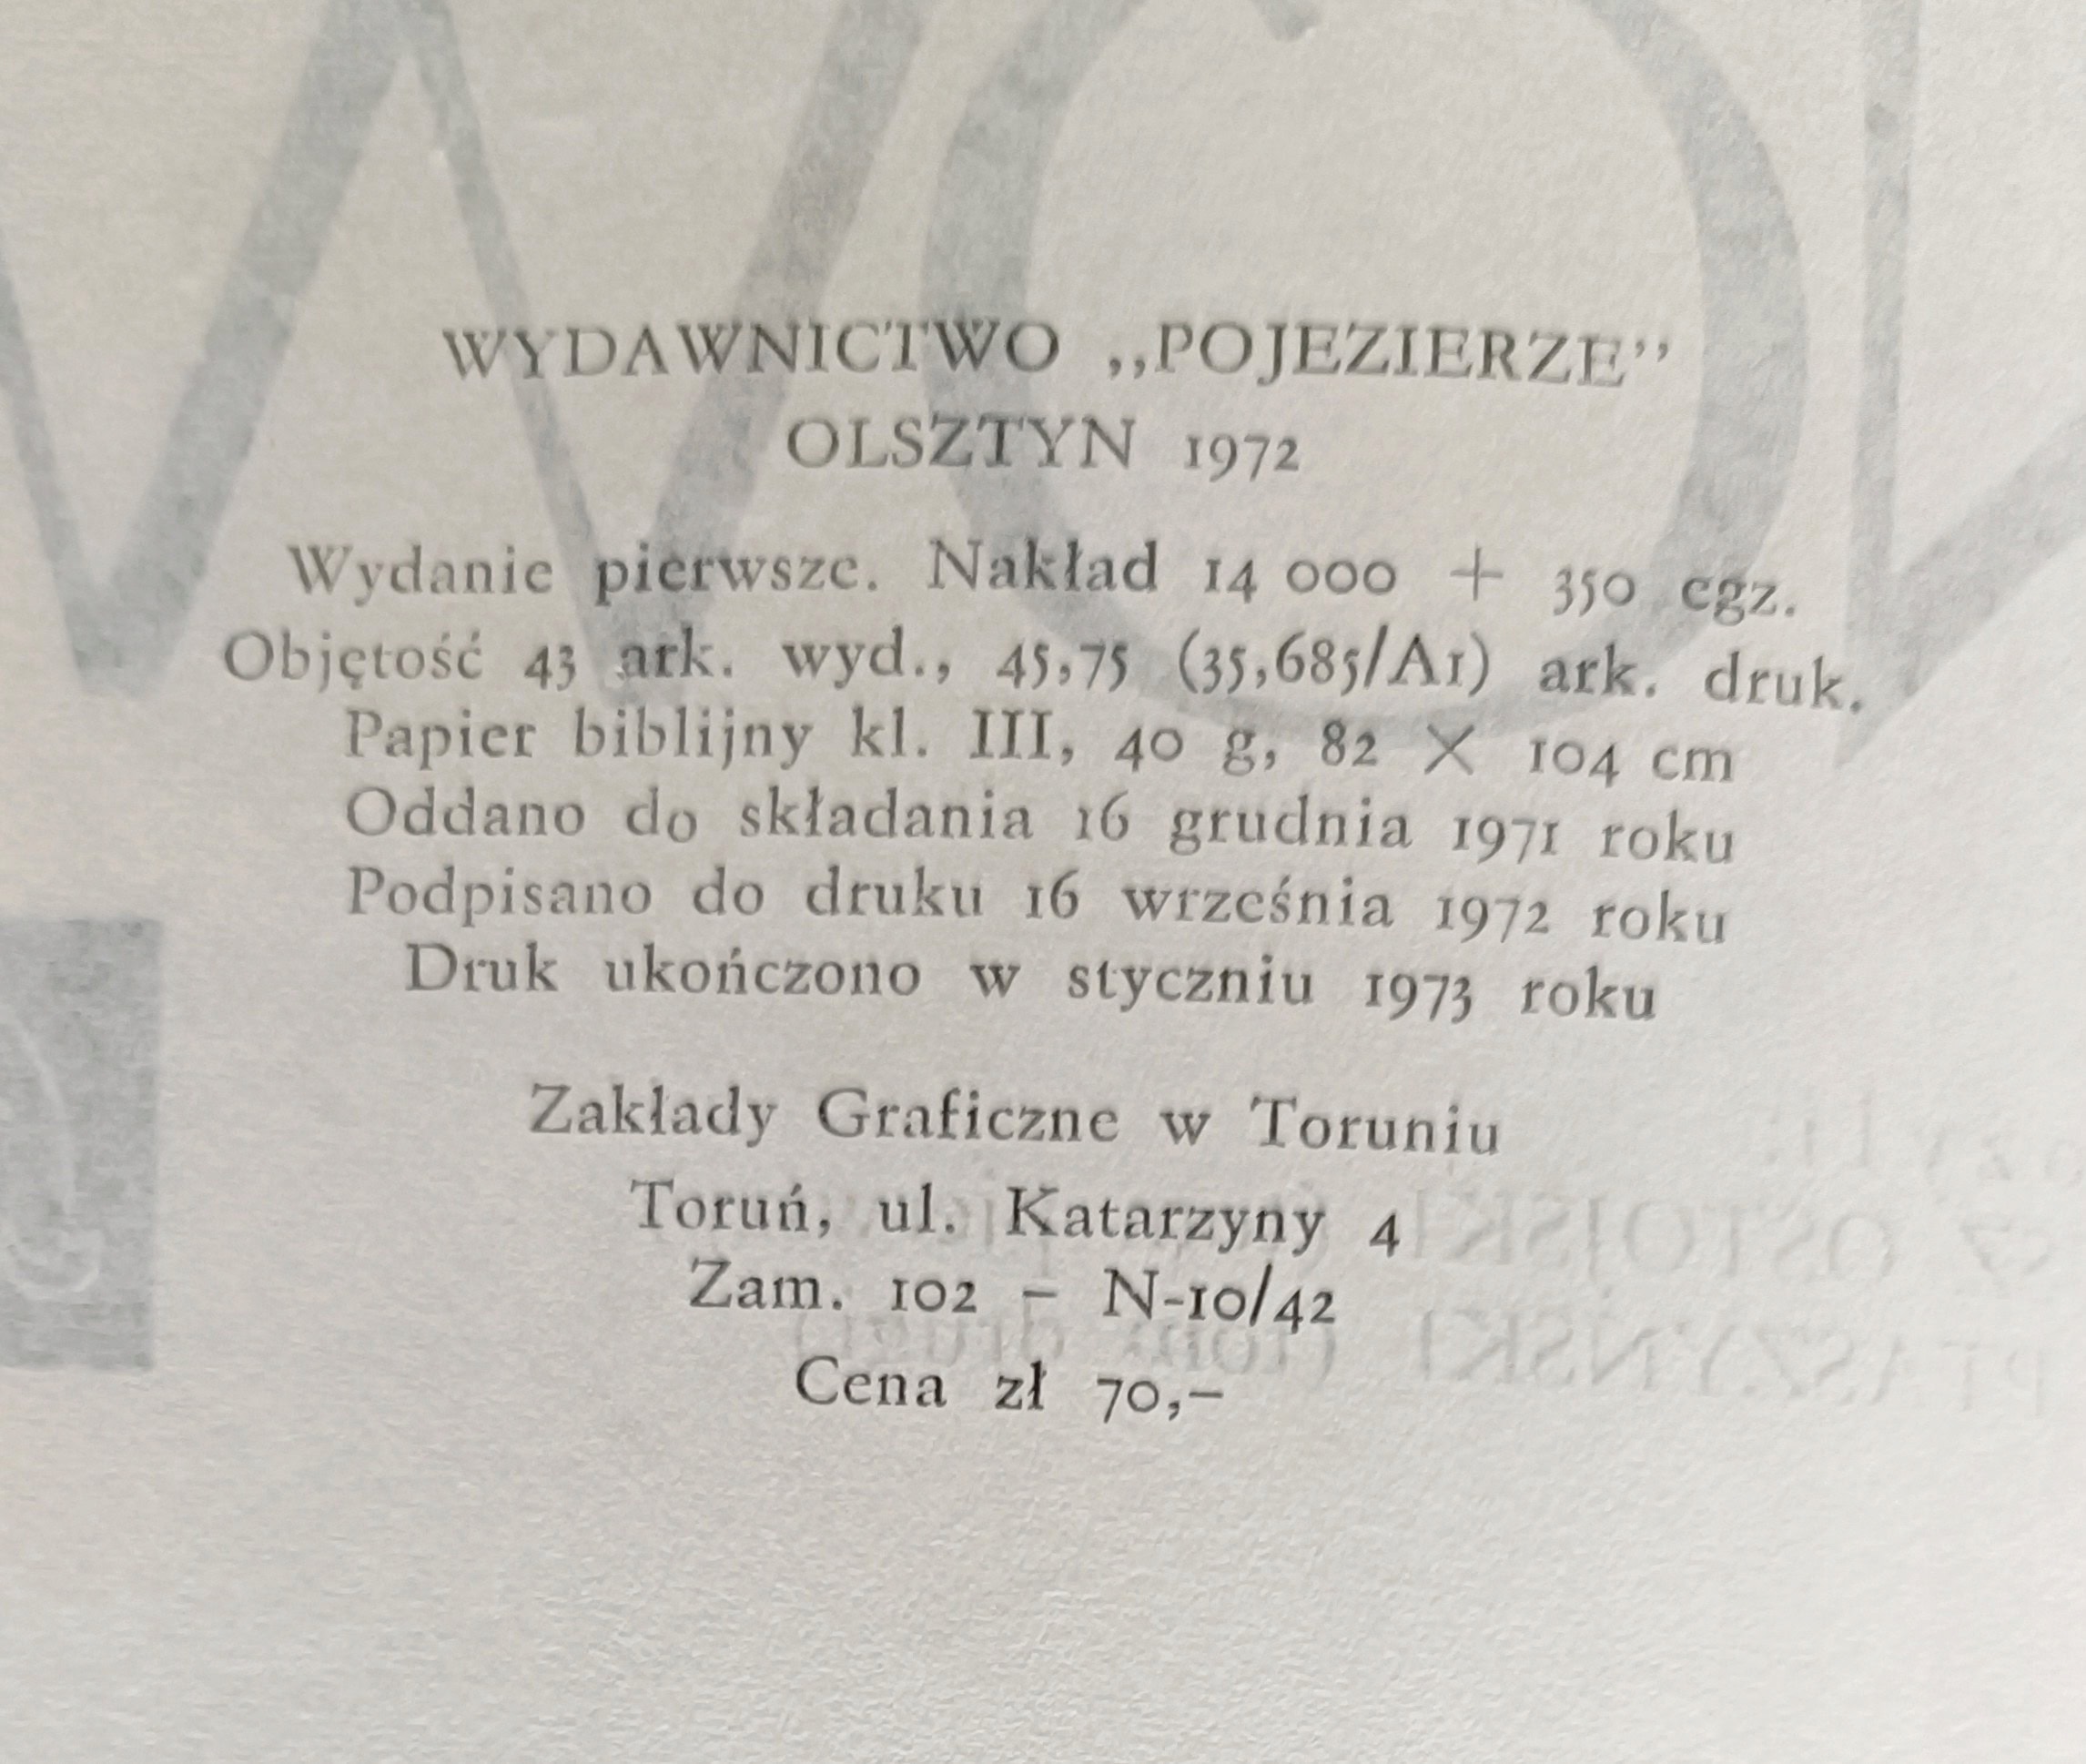 WYDAWNICTWO „POJEZIERZE”
OLSZTYN 1972
Wydanie pierwsze. Nakład 14 000 + 350 egz.
Objętość 43 ark. wyd., 45,75 (35,685/A1) ark. druk.
Papier biblijny kl. III, 40 g, 82 × 104 cm
Oddano do składania 16 grudnia 1971 roku
Podpisano do druku 16 września 1972 roku
Druk ukończono w styczniu 1973 roku
Zakłady Graficzne w Toruniu
Toruń, ul. Katarzyny 4
Zam. 102 – N-10/42
Cena zł 70,–